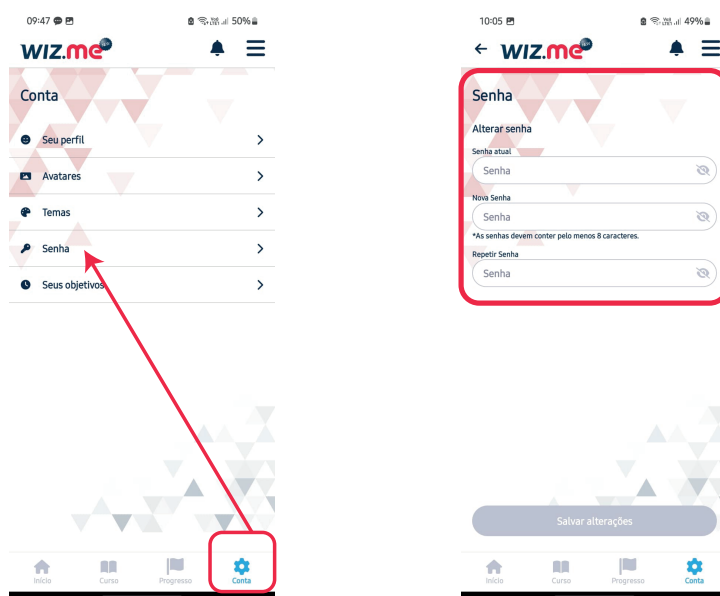 09:47
50%
WIZ.me
Conta
Seu perfil
Avatares
Temas
Senha
Seus objetivos
Início
Curso
Progresso
Conta
10:05
49%
WIZ.me
Senha
Alterar senha
Senha atual
Senha
Nova Senha
Senha
*As senhas devem conter pelo menos 8 caracteres.
Repetir Senha
Senha
Salvar alterações
Início
Curso
Progresso
Conta